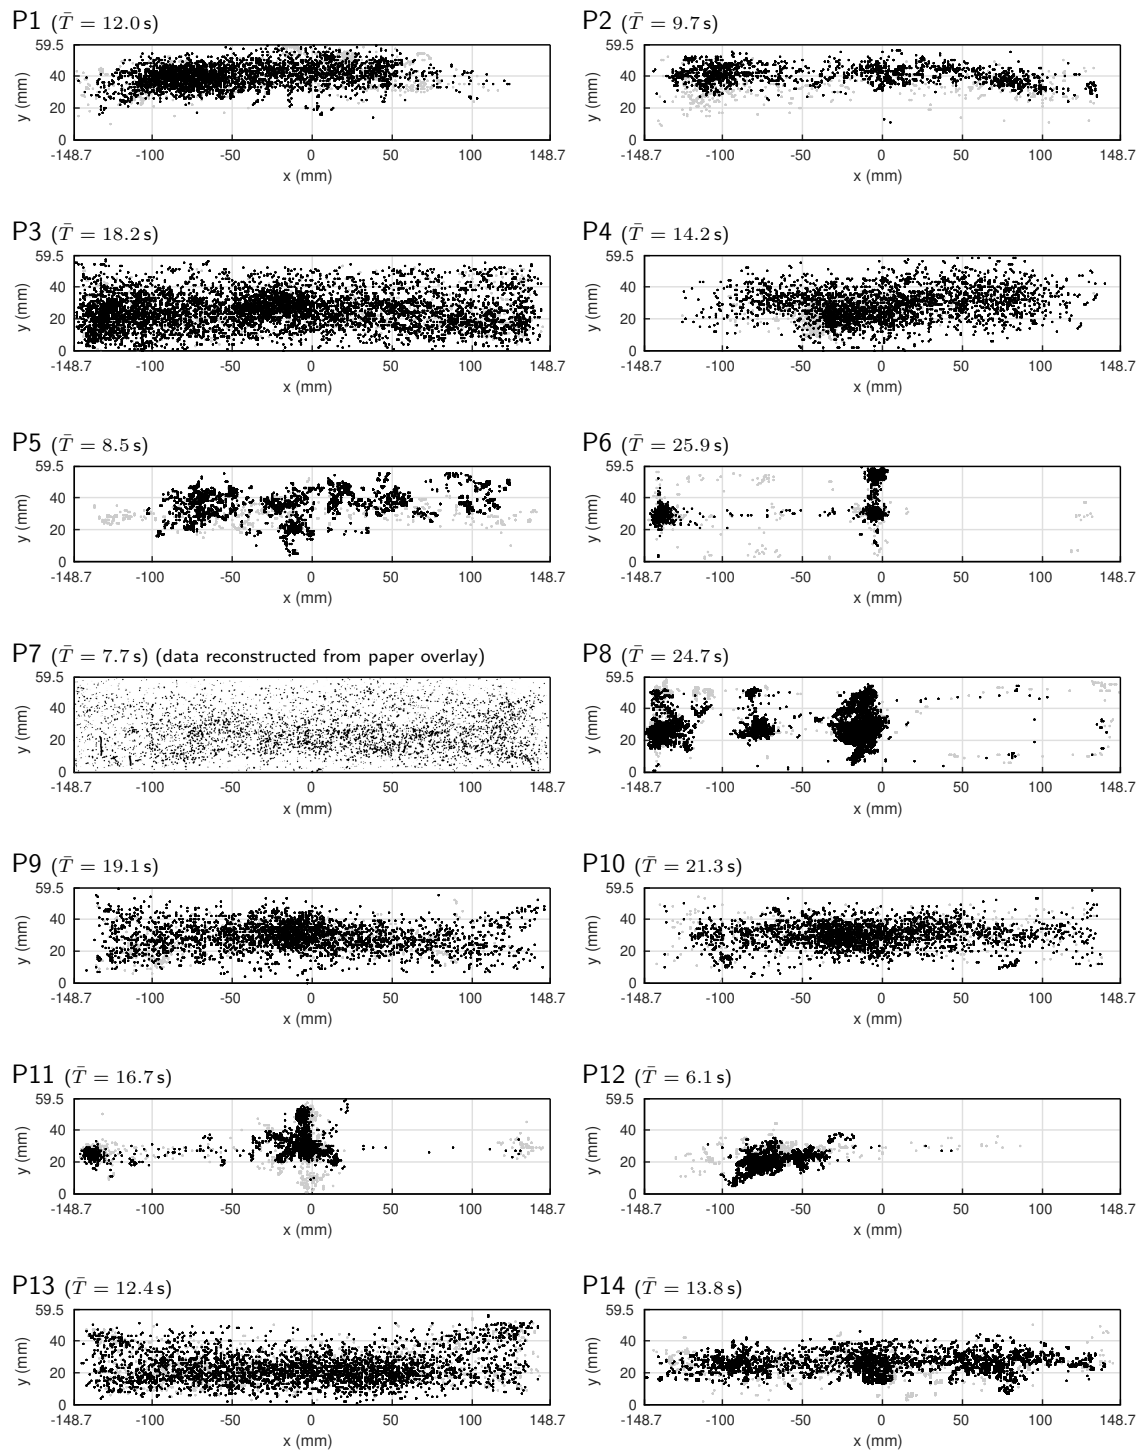 P1 (T̄ = 12.0 s)
59.5
40
20
0
y (mm)
-148.7 -100 -50 0 50 100 148.7
x (mm)
P2 (T̄ = 9.7 s)
59.5
40
20
0
y (mm)
-148.7 -100 -50 0 50 100 148.7
x (mm)
P3 (T̄ = 18.2 s)
59.5
40
20
0
y (mm)
-148.7 -100 -50 0 50 100 148.7
x (mm)
P4 (T̄ = 14.2 s)
59.5
40
20
0
y (mm)
-148.7 -100 -50 0 50 100 148.7
x (mm)
P5 (T̄ = 8.5 s)
59.5
40
20
0
y (mm)
-148.7 -100 -50 0 50 100 148.7
x (mm)
P6 (T̄ = 25.9 s)
59.5
40
20
0
y (mm)
-148.7 -100 -50 0 50 100 148.7
x (mm)
P7 (T̄ = 7.7 s) (data reconstructed from paper overlay)
59.5
40
20
0
y (mm)
-148.7 -100 -50 0 50 100 148.7
x (mm)
P8 (T̄ = 24.7 s)
59.5
40
20
0
y (mm)
-148.7 -100 -50 0 50 100 148.7
x (mm)
P9 (T̄ = 19.1 s)
59.5
40
20
0
y (mm)
-148.7 -100 -50 0 50 100 148.7
x (mm)
P10 (T̄ = 21.3 s)
59.5
40
20
0
y (mm)
-148.7 -100 -50 0 50 100 148.7
x (mm)
P11 (T̄ = 16.7 s)
59.5
40
20
0
y (mm)
-148.7 -100 -50 0 50 100 148.7
x (mm)
P12 (T̄ = 6.1 s)
59.5
40
20
0
y (mm)
-148.7 -100 -50 0 50 100 148.7
x (mm)
P13 (T̄ = 12.4 s)
59.5
40
20
0
y (mm)
-148.7 -100 -50 0 50 100 148.7
x (mm)
P14 (T̄ = 13.8 s)
59.5
40
20
0
y (mm)
-148.7 -100 -50 0 50 100 148.7
x (mm)